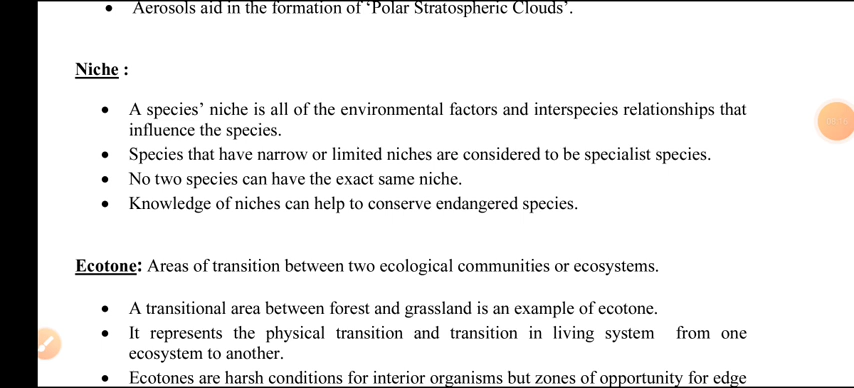 • Aerosols aid in the formation of ‘Polar Stratospheric Clouds’.
Niche :
• A species’ niche is all of the environmental factors and interspecies relationships that
influence the species.
• Species that have narrow or limited niches are considered to be specialist species.
• No two species can have the exact same niche.
• Knowledge of niches can help to conserve endangered species.
Ecotone: Areas of transition between two ecological communities or ecosystems.
• A transitional area between forest and grassland is an example of ecotone.
• It represents the physical transition and transition in living system from one
ecosystem to another.
• Ecotones are harsh conditions for interior organisms but zones of opportunity for edge